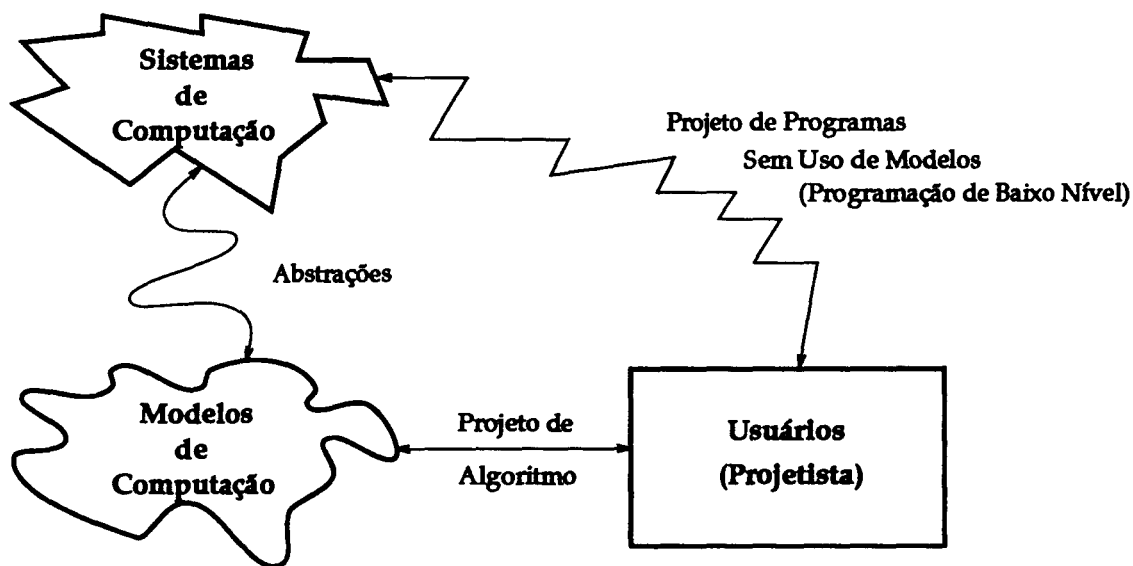 Sistemas
de
Computação
Projeto de Programas
Sem Uso de Modelos
(Programação de Baixo Nível)
Abstrações
Modelos
de
Computação
Projeto de
Algoritmo
Usuários
(Projetista)